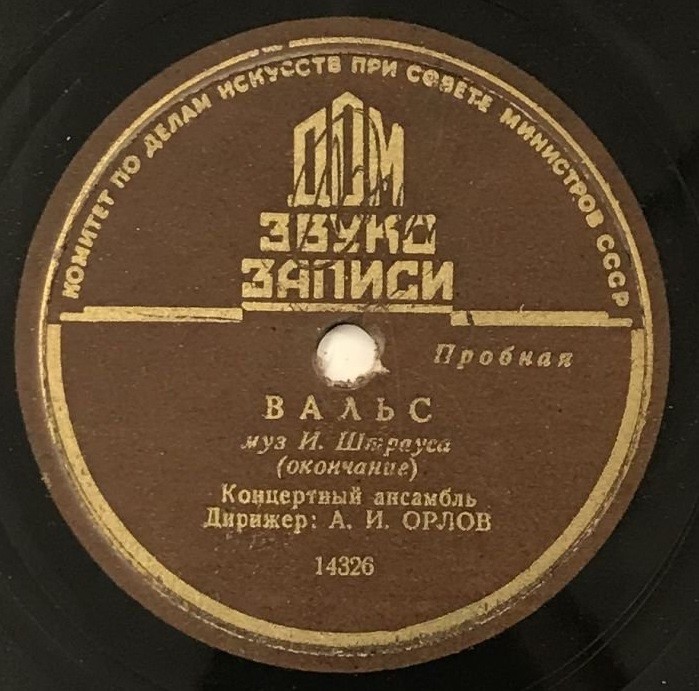 КОМИТЕТ ПО ДЕЛАМ ИСКУССТВ ПРИ СОВЕТЕ МИНИСТРОВ СССР
ДОМ
ЗВУКО
ЗАПИСИ
Пробная
ВАЛЬС
муз И. Штрауса
(окончание)
Концертный ансамбль
Дирижер: А. И. ОРЛОВ
14326